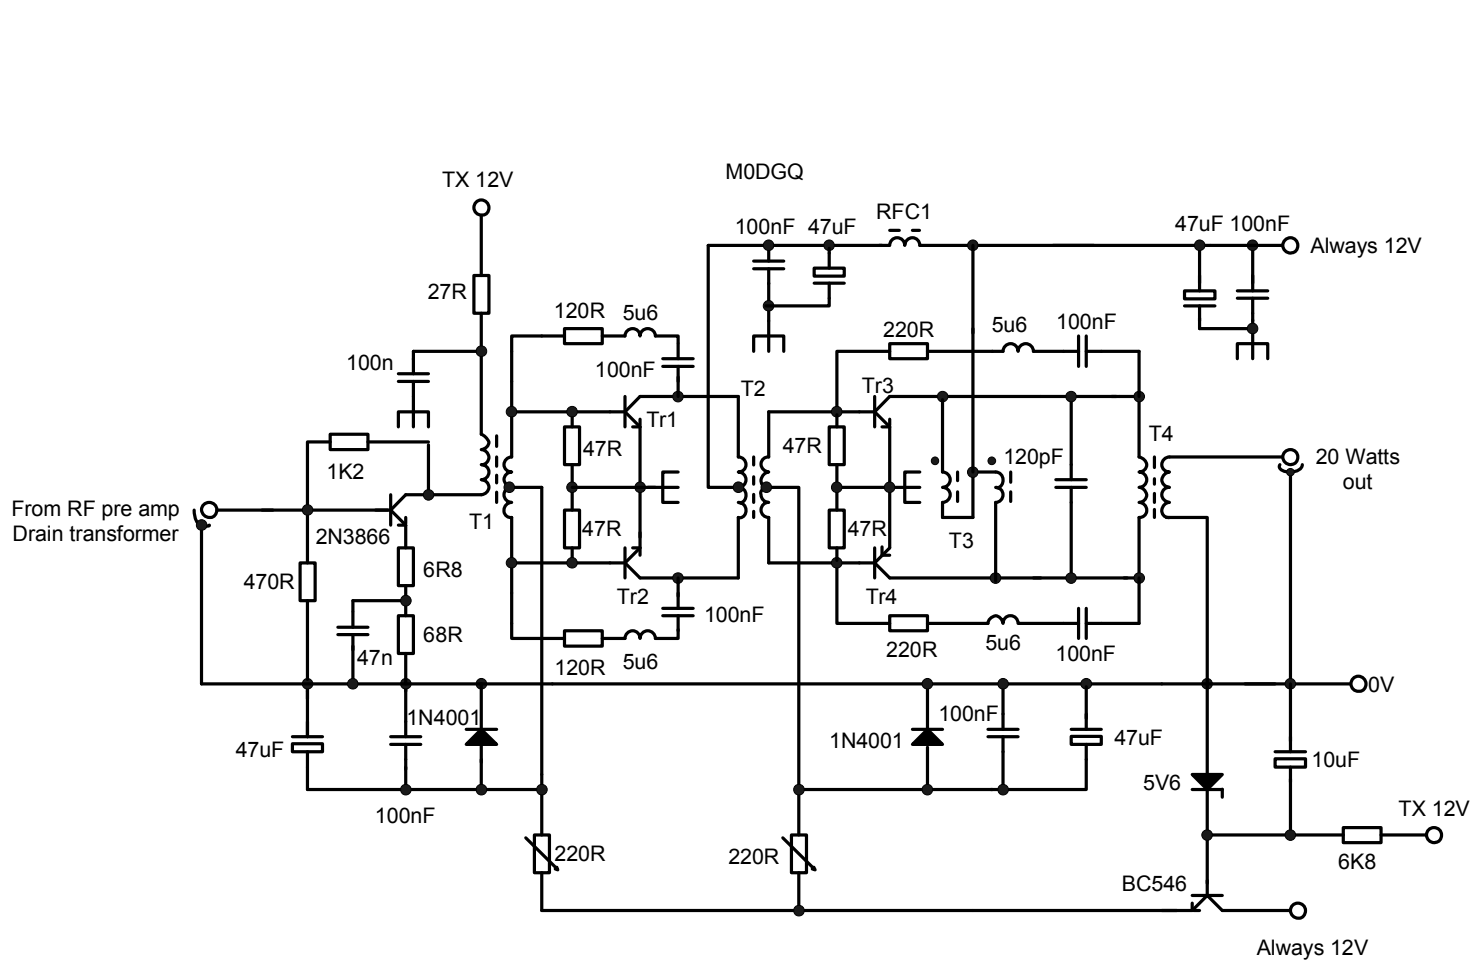 M0DGQ
TX 12V
RFC1
100nF
47uF
47uF
100nF
Always 12V
27R
120R
5u6
220R
5u6
100nF
100n
100nF
T2
Tr3
Tr1
T4
1K2
47R
47R
120pF
20 Watts
out
From RF pre amp
Drain transformer
T1
2N3866
47R
47R
T3
6R8
470R
Tr2
Tr4
100nF
68R
47n
120R
5u6
220R
5u6
100nF
0V
1N4001
100nF
47uF
1N4001
47uF
10uF
5V6
100nF
TX 12V
220R
220R
6K8
BC546
Always 12V